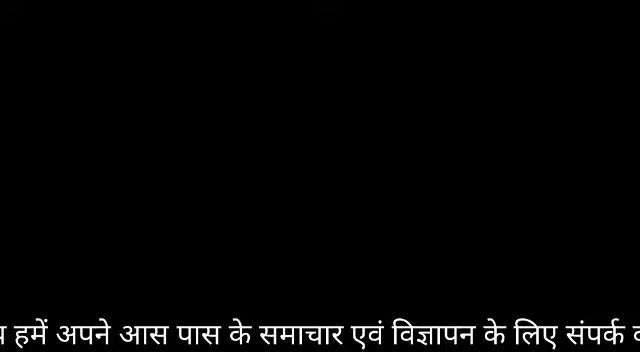 हमें अपने आस पास के समाचार एवं विज्ञापन के लिए संपर्क